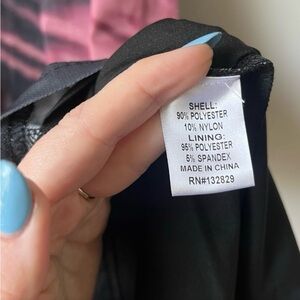 SHELL:
90% POLYESTER
10% NYLON
LINING:
95% POLYESTER
5% SPANDEX
MADE IN CHINA
RN#132829